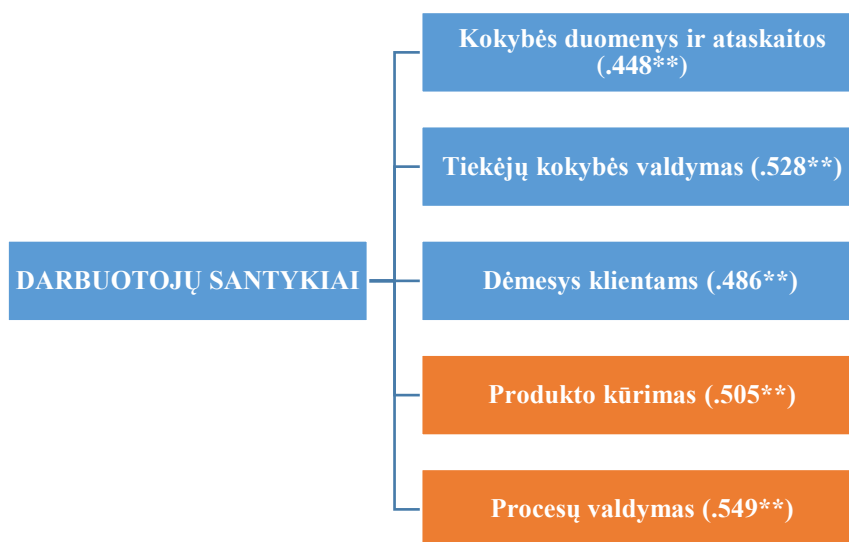 Kokybės duomenys ir ataskaitos
(.448**)
Tiekėjų kokybės valdymas (.528**)
DARBUOTOJŲ SANTYKIAI
Dėmesys klientams (.486**)
Produkto kūrimas (.505**)
Procesų valdymas (.549**)